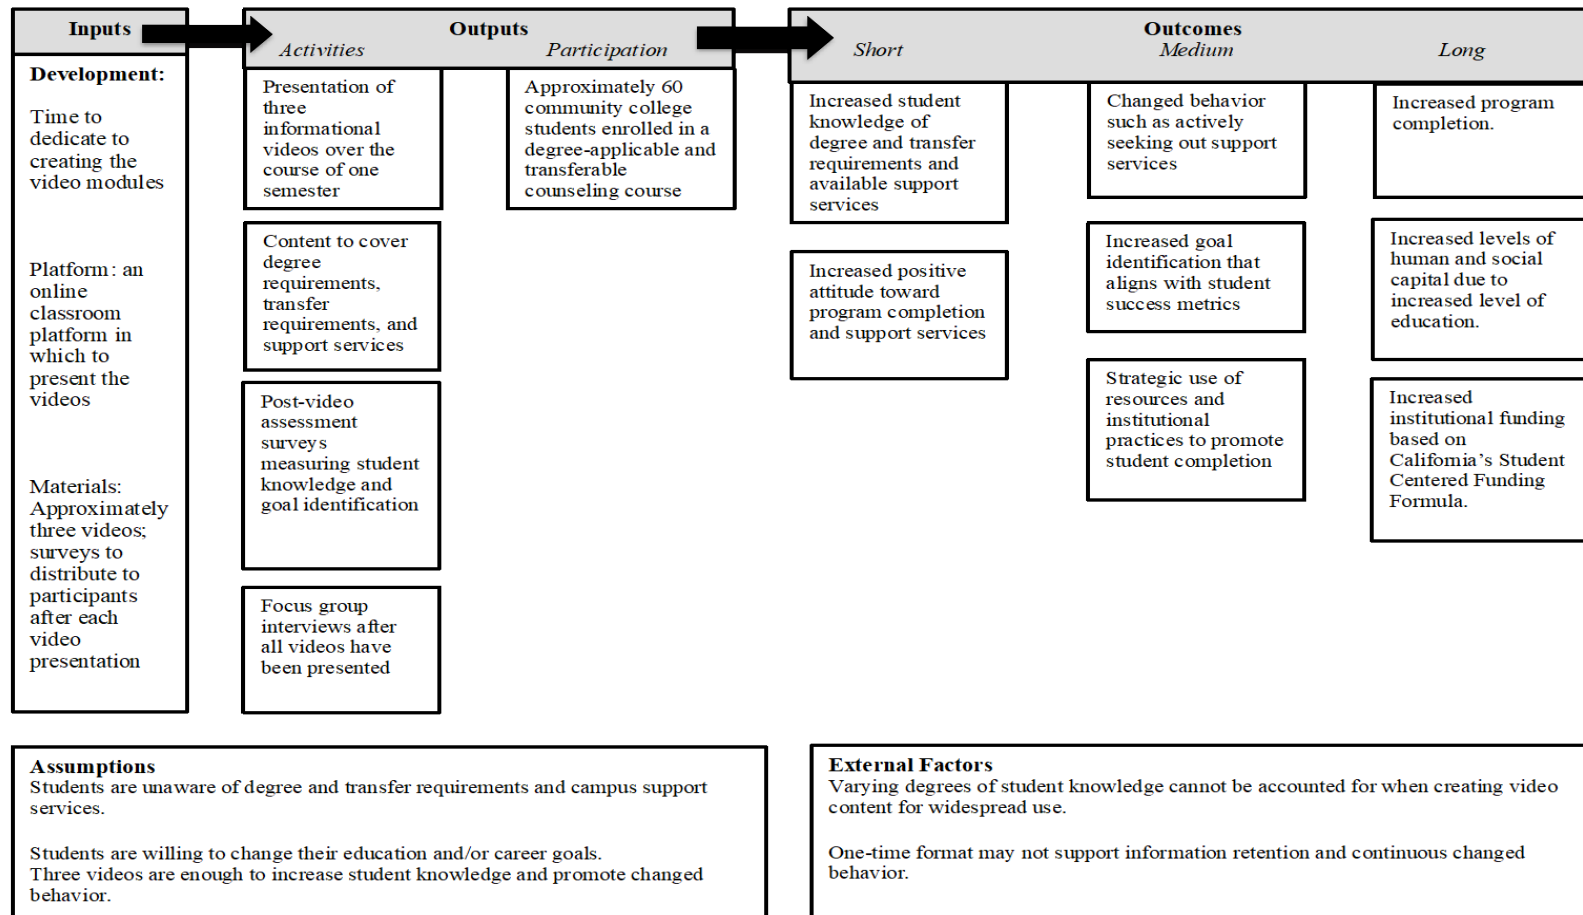 Inputs
Outputs
Activities
Participation
Outcomes
Short
Medium
Long
Development:
Time to
dedicate to
creating the
video modules
Platform: an
online
classroom
platform in
which to
present the
videos
Materials:
Approximately
three videos;
surveys to
distribute to
participants
after each
video
presentation
Presentation of
three
informational
videos over the
course of one
semester
Content to cover
degree
requirements,
transfer
requirements, and
support services
Post-video
assessment
surveys
measuring student
knowledge and
goal identification
Focus group
interviews after
all videos have
been presented
Approximately 60
community college
students enrolled in a
degree-applicable and
transferable
counseling course
Increased student
knowledge of
degree and transfer
requirements and
available support
services
Increased positive
attitude toward
program completion
and support services
Changed behavior
such as actively
seeking out support
services
Increased goal
identification that
aligns with student
success metrics
Strategic use of
resources and
institutional
practices to promote
student completion
Increased program
completion.
Increased levels of
human and social
capital due to
increased level of
education.
Increased
institutional funding
based on
California’s Student
Centered Funding
Formula.
Assumptions
Students are unaware of degree and transfer requirements and campus support
services.
Students are willing to change their education and/or career goals.
Three videos are enough to increase student knowledge and promote changed
behavior.
External Factors
Varying degrees of student knowledge cannot be accounted for when creating video
content for widespread use.
One-time format may not support information retention and continuous changed
behavior.